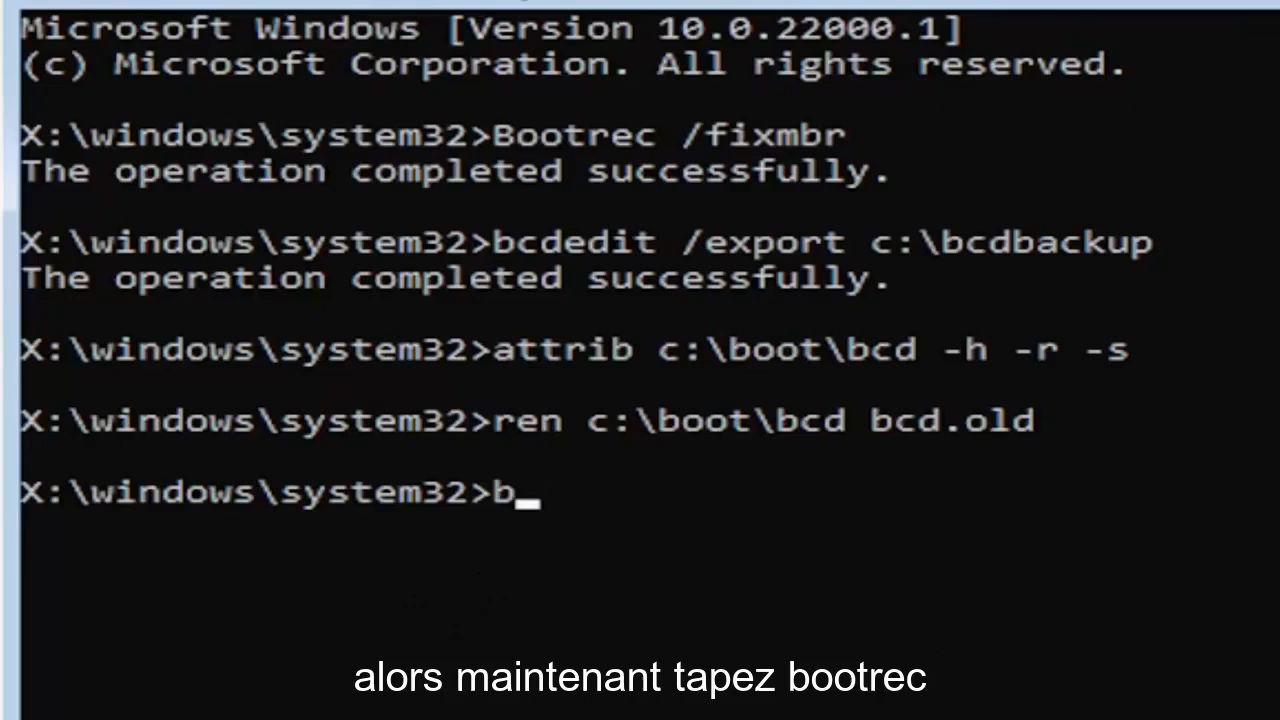 Microsoft Windows [Version 10.0.22000.1]
(c) Microsoft Corporation. All rights reserved.
X:\windows\system32>Bootrec /fixmbr
The operation completed successfully.
X:\windows\system32>bcdedit /export c:\bcdbackup
The operation completed successfully.
X:\windows\system32>attrib c:\boot\bcd -h -r -s
X:\windows\system32>ren c:\boot\bcd bcd.old
X:\windows\system32>b_
alors maintenant tapez bootrec